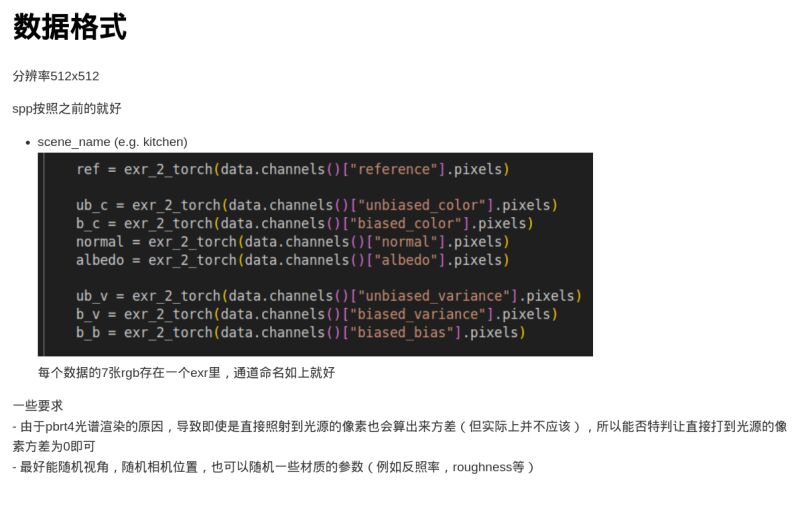 数据格式
分辨率512x512
spp按照之前的就好
• scene_name (e.g. kitchen)
ref = exr_2_torch(data.channels()["reference"].pixels)
ub_c = exr_2_torch(data.channels()["unbiased_color"].pixels)
b_c = exr_2_torch(data.channels()["biased_color"].pixels)
normal = exr_2_torch(data.channels()["normal"].pixels)
albedo = exr_2_torch(data.channels()["albedo"].pixels)
ub_v = exr_2_torch(data.channels()["unbiased_variance"].pixels)
b_v = exr_2_torch(data.channels()["biased_variance"].pixels)
b_b = exr_2_torch(data.channels()["biased_bias"].pixels)
每个数据的7张rgb存在一个exr里，通道命名如上就好
一些要求
- 由于pbrt4光谱渲染的原因，导致即使是直接照射到光源的像素也会算出来方差（但实际上并不应该），所以能否特判让直接打到光源的像
素方差为0即可
- 最好能随机视角，随机相机位置，也可以随机一些材质的参数（例如反照率，roughness等）